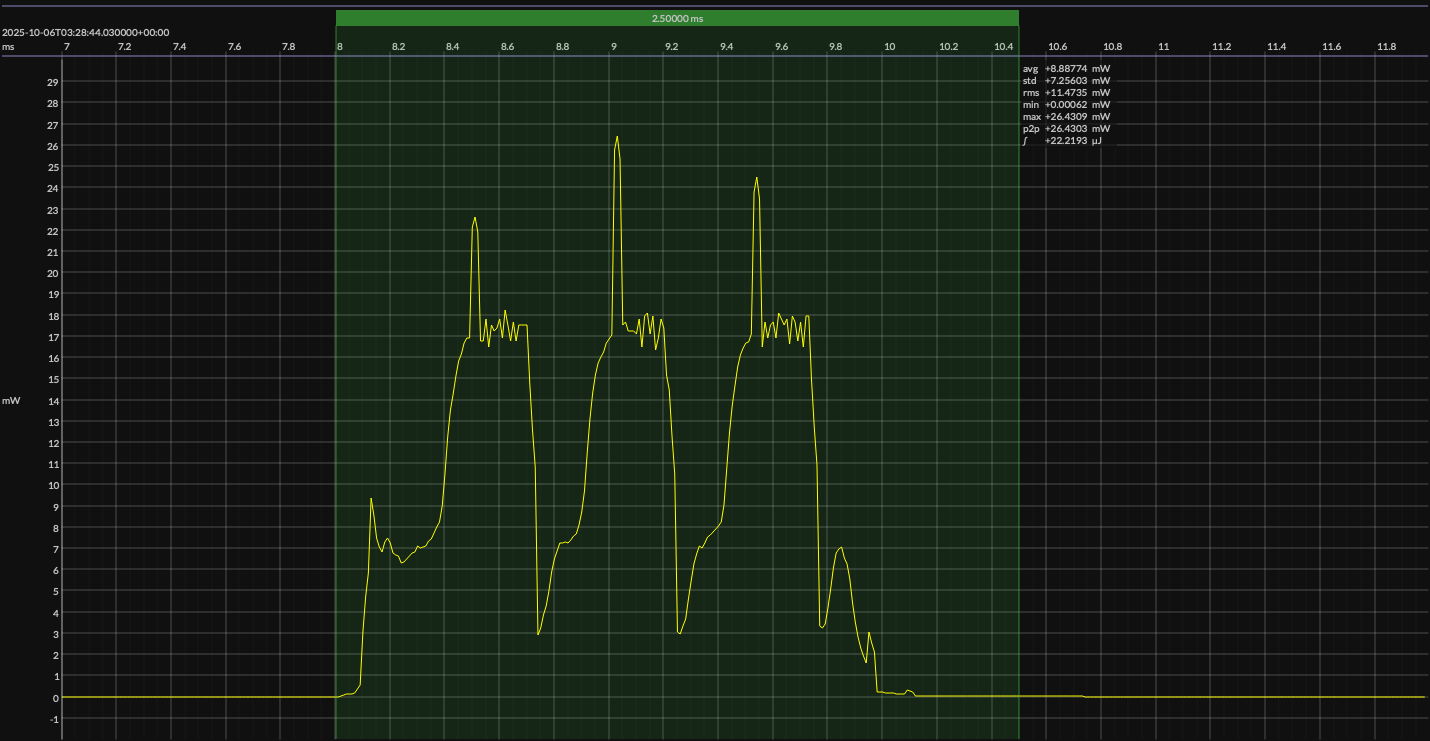 2.50000 ms
2025-10-06T03:28:44.030000+00:00
ms 7 7.2 7.4 7.6 7.8 8 8.2 8.4 8.6 8.8 9 9.2 9.4 9.6 9.8 10 10.2 10.4 10.6 10.8 11 11.2 11.4 11.6 11.8
avg +8.88774 mW
std +7.25603 mW
rms +11.4735 mW
min +0.00062 mW
max +26.4309 mW
p2p +26.4303 mW
∫ +22.2193 µJ
29
28
27
26
25
24
23
22
21
20
19
18
17
16
15
mW 14
13
12
11
10
9
8
7
6
5
4
3
2
1
0
-1